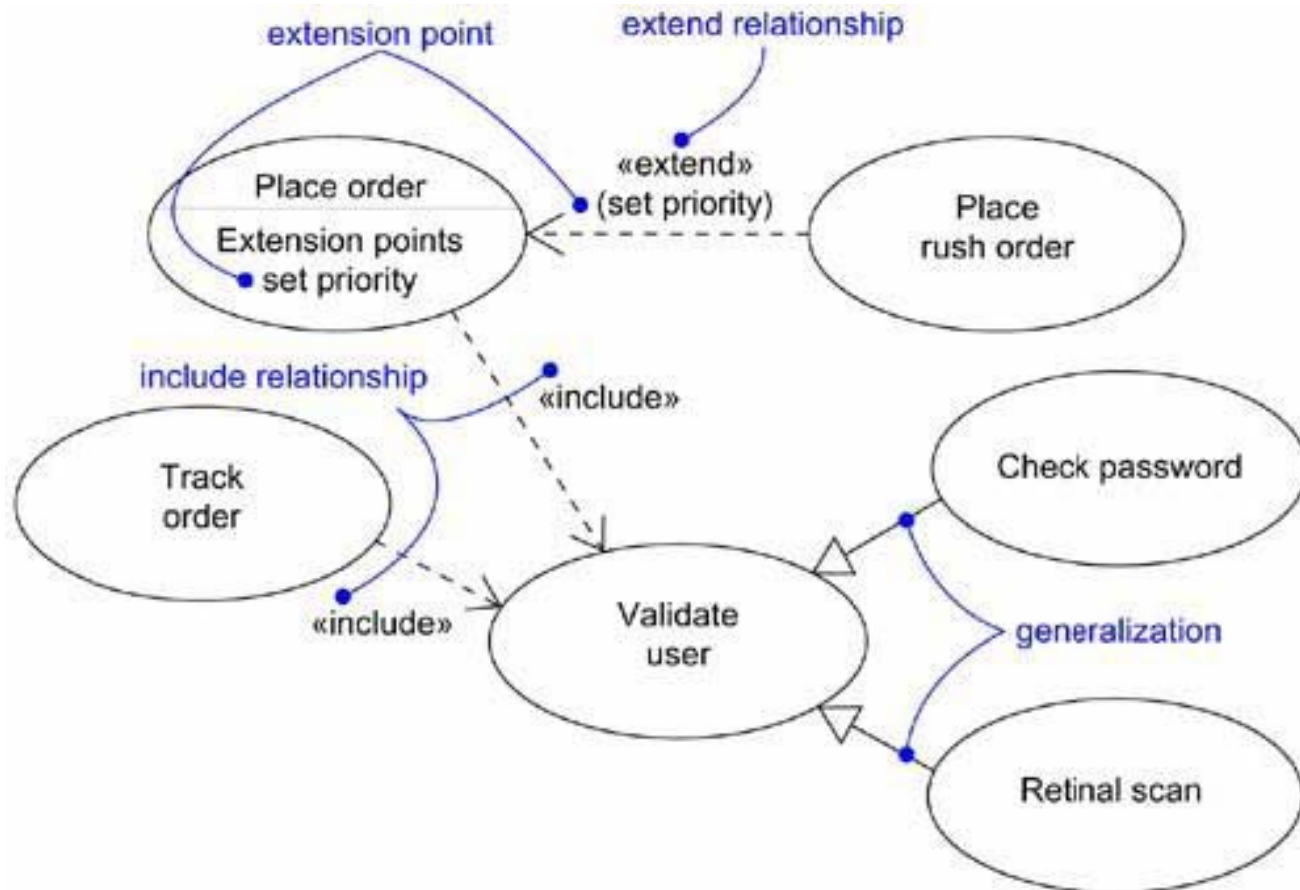 extension point
extend relationship
«extend»
(set priority)
Place order
Extension points
set priority
Place
rush order
include relationship
«include»
Track
order
Check password
«include»
Validate
user
generalization
Retinal scan